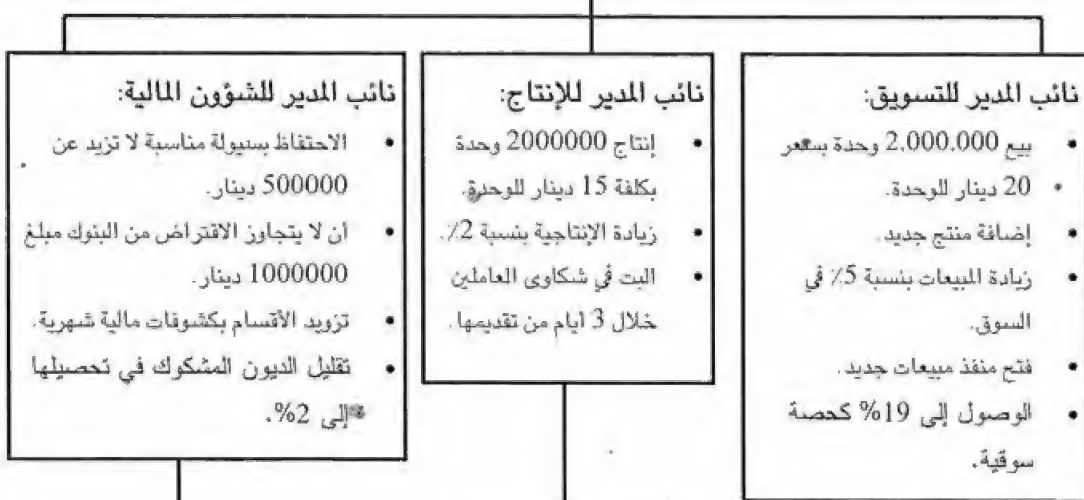 نائب المدير للتسويق:
• بيع 2.000.000 وحدة بسعر
• 20 دينار للوحدة.
• إضافة منتج جديد.
• زيادة المبيعات بنسبة 5٪ في
السوق.
• فتح منفذ مبيعات جديد.
• الوصول إلى 19% كحصة
سوقية.
نائب المدير للإنتاج:
• إنتاج 2000000 وحدة
بكلفة 15 دينار للوحدة.
• زيادة الإنتاجية بنسبة 2٪.
• البت في شكاوى العاملين
خلال 3 أيام من تقديمها.
نائب المدير للشؤون المالية:
• الاحتفاظ بسيولة مناسبة لا تزيد عن
500000 دينار.
• أن لا يتجاوز الاقتراض من البنوك مبلغ
1000000 دينار.
• تزويد الأقسام بكشوفات مالية شهرية.
• تقليل الديون المشكوك في تحصيلها
إلى 2%.